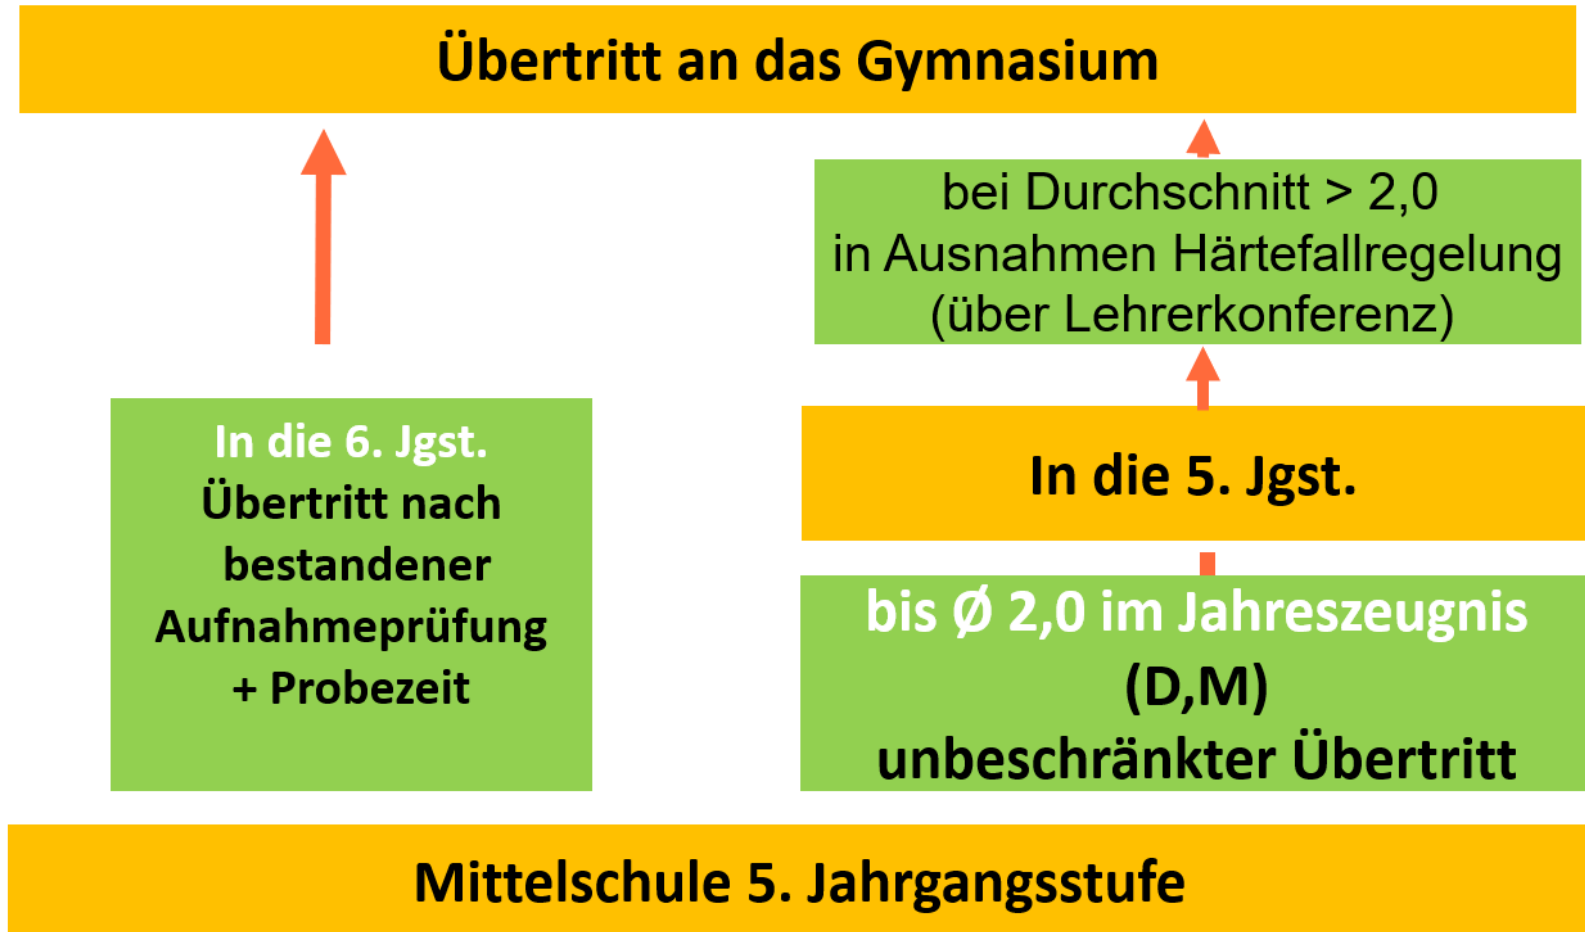 Übertritt an das Gymnasium
bei Durchschnitt > 2,0
in Ausnahmen Härtefallregelung
(über Lehrerkonferenz)
In die 6. Jgst.
Übertritt nach
bestandener
Aufnahmeprüfung
+ Probezeit
In die 5. Jgst.
bis Ø 2,0 im Jahreszeugnis
(D,M)
unbeschränkter Übertritt
Mittelschule 5. Jahrgangsstufe